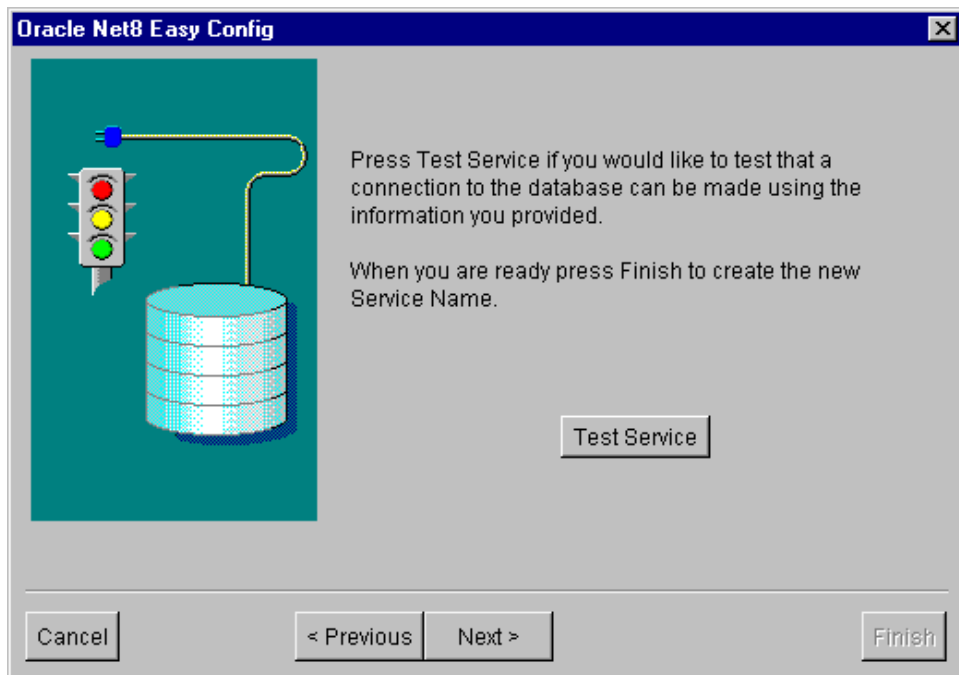 Oracle Net8 Easy Config
Press Test Service if you would like to test that a
connection to the database can be made using the
information you provided.
When you are ready press Finish to create the new
Service Name.
Test Service
Cancel
< Previous
Next >
Finish